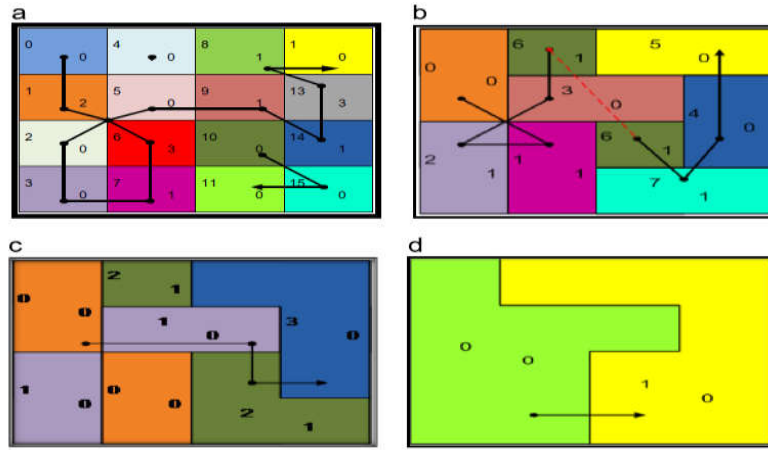 a
0 0 4 0 8 1 1 0
1 2 5 0 9 1 13 3
2 0 6 3 10 0 14 1
3 0 7 1 11 0 15 0
b
6 1 5 0
0 0 3 0 4 0
2 1 1 1 6 1
7 1
c
2 1
0 0 1 0 3 0
1 0 0 0 2 1
d
0 0
1 0